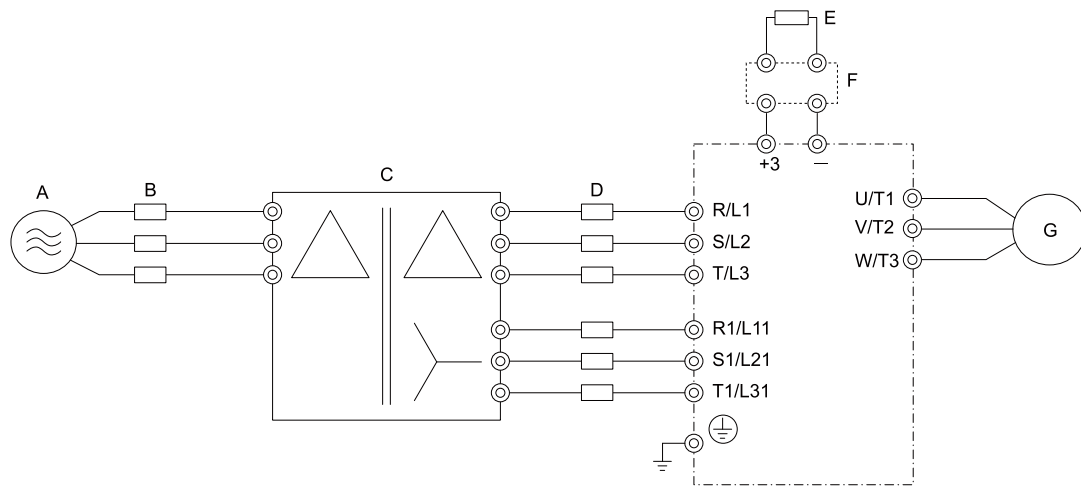 E
F
+3
−
A
B
C
D
R/L1
S/L2
T/L3
R1/L11
S1/L21
T1/L31
U/T1
V/T2
W/T3
G